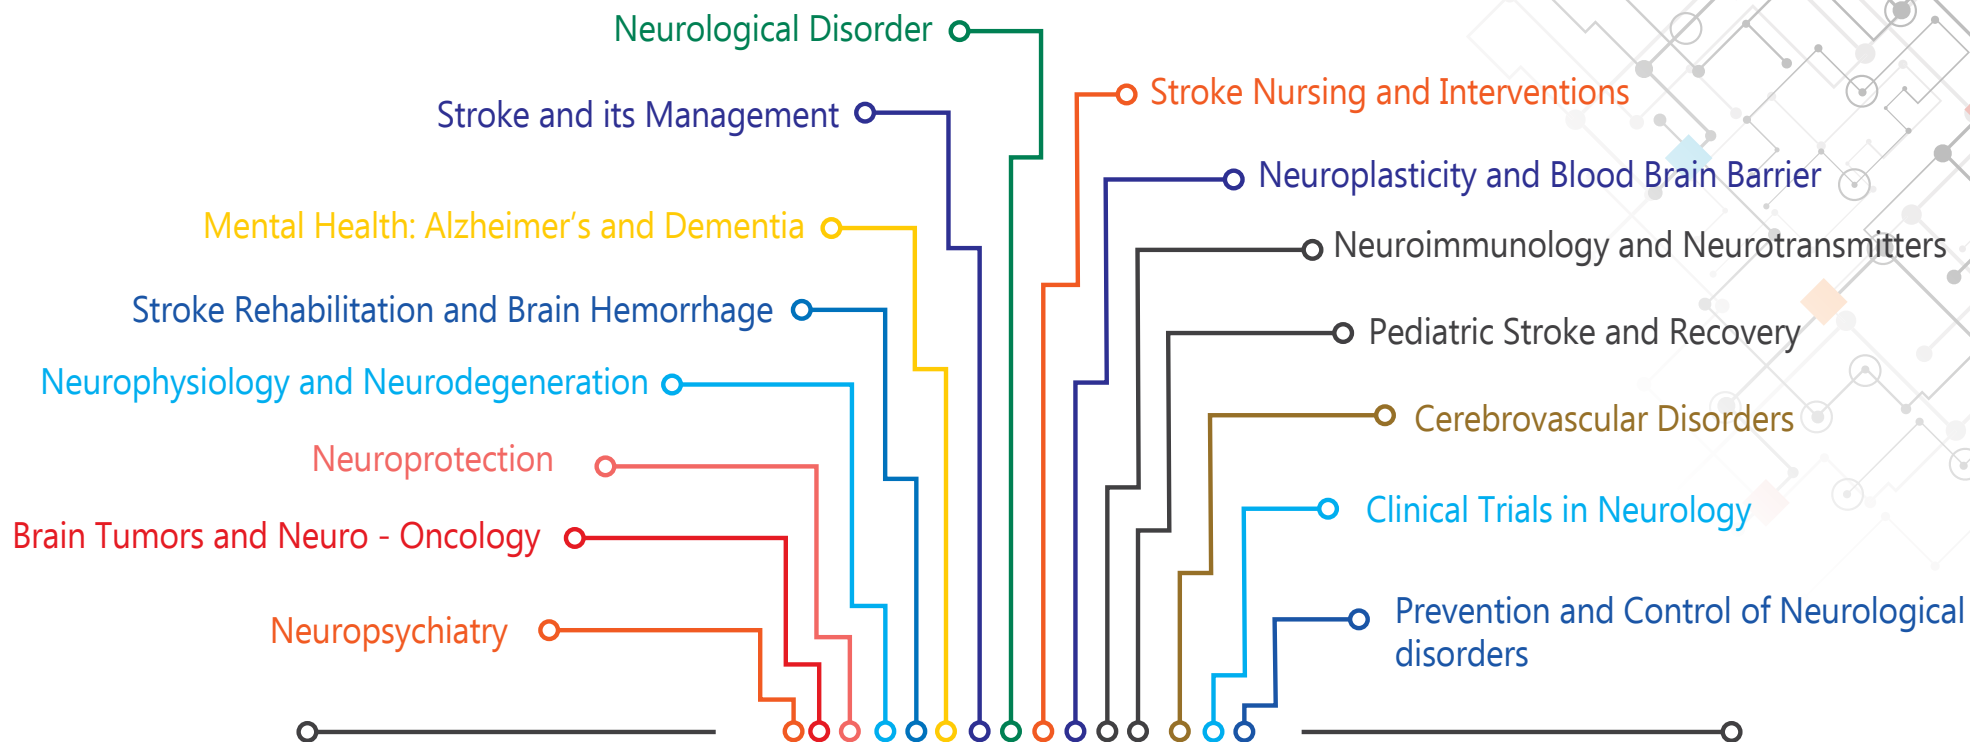 Neurological Disorder
Stroke and its Management
Mental Health: Alzheimer's and Dementia
Stroke Rehabilitation and Brain Hemorrhage
Neurophysiology and Neurodegeneration
Neuroprotection
Brain Tumors and Neuro - Oncology
Neuropsychiatry
Stroke Nursing and Interventions
Neuroplasticity and Blood Brain Barrier
Neuroimmunology and Neurotransmitters
Pediatric Stroke and Recovery
Cerebrovascular Disorders
Clinical Trials in Neurology
Prevention and Control of Neurological
disorders